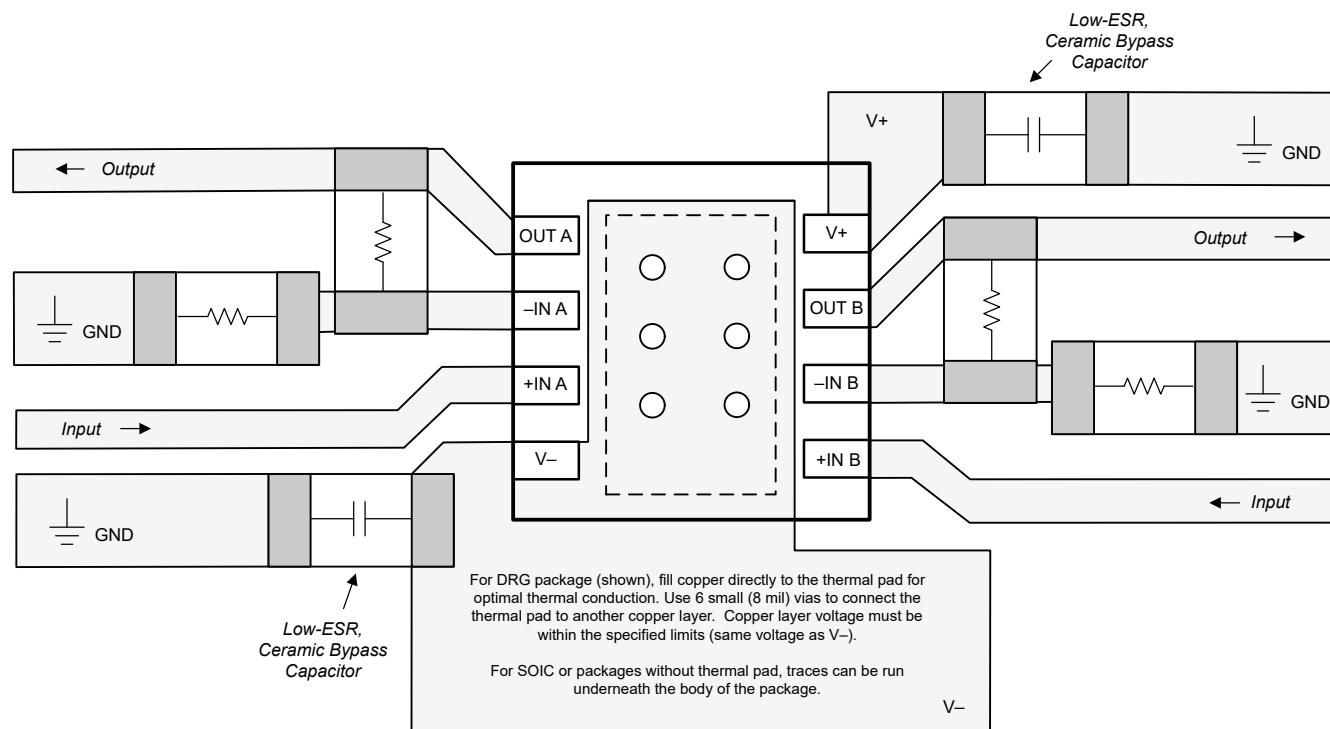 Low-ESR,
Ceramic Bypass
Capacitor
V+
GND
Output
OUT A
V+
Output
OUT B
–IN A
GND
+IN A
–IN B
GND
Input
V–
+IN B
Input
GND
Low-ESR,
Ceramic Bypass
Capacitor
For DRG package (shown), fill copper directly to the thermal pad for
optimal thermal conduction. Use 6 small (8 mil) vias to connect the
thermal pad to another copper layer. Copper layer voltage must be
within the specified limits (same voltage as V–).
For SOIC or packages without thermal pad, traces can be run
underneath the body of the package.
V–